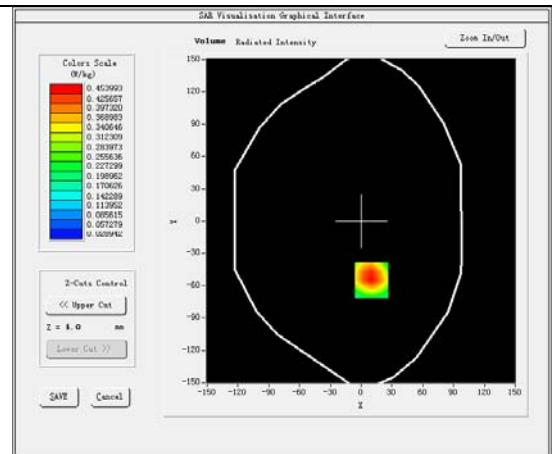 SAR Visualisation Graphical Interface
Volume Radiated Intensity
Zoom In/Out
Colors Scale
(W/kg)
0.453993
0.425657
0.397320
0.368983
0.340646
0.312309
0.283973
0.255636
0.227299
0.198962
0.170626
0.142289
0.113952
0.085615
0.057279
0.028942
Z-Cuts Control
<< Upper Cut
Z = 4.0 mm
Lower Cut >>
SAVE
Cancel
150
120
90
60
30
0
-30
-60
-90
-120
-150
Y
-150 -120 -90 -60 -30 0 30 60 90 120 150
X